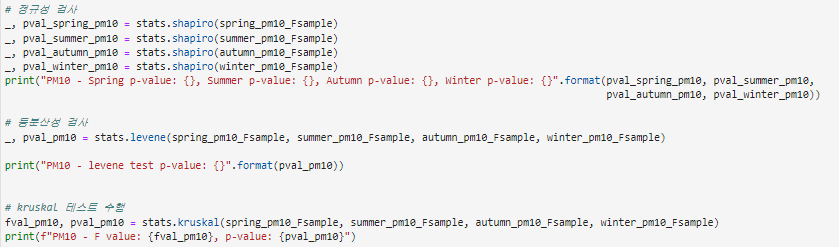 # 정규성 검사
_, pval_spring_pm10 = stats.shapiro(spring_pm10_Fsample)
_, pval_summer_pm10 = stats.shapiro(summer_pm10_Fsample)
_, pval_autumn_pm10 = stats.shapiro(autumn_pm10_Fsample)
_, pval_winter_pm10 = stats.shapiro(winter_pm10_Fsample)
print("PM10 - Spring p-value: {}, Summer p-value: {}, Autumn p-value: {}, Winter p-value: {}".format(pval_spring_pm10, pval_summer_pm10,
pval_autumn_pm10, pval_winter_pm10))
# 등분산성 검사
_, pval_pm10 = stats.levene(spring_pm10_Fsample, summer_pm10_Fsample, autumn_pm10_Fsample, winter_pm10_Fsample)
print("PM10 - levene test p-value: {}".format(pval_pm10))
# kruskal 테스트 수행
fval_pm10, pval_pm10 = stats.kruskal(spring_pm10_Fsample, summer_pm10_Fsample, autumn_pm10_Fsample, winter_pm10_Fsample)
print(f"PM10 - F value: {fval_pm10}, p-value: {pval_pm10}")